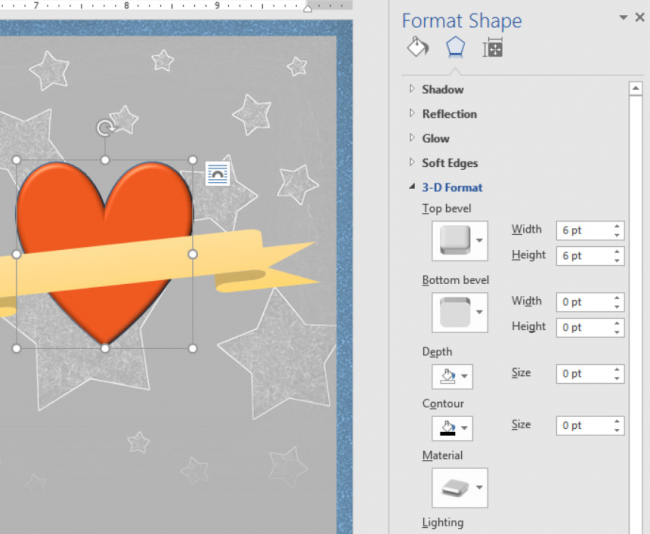 7 8 9
Format Shape
Shadow
Reflection
Glow
Soft Edges
3-D Format
Top bevel
Width 6 pt
Height 6 pt
Bottom bevel
Width 0 pt
Height 0 pt
Depth
Size 0 pt
Contour
Size 0 pt
Material
Lighting